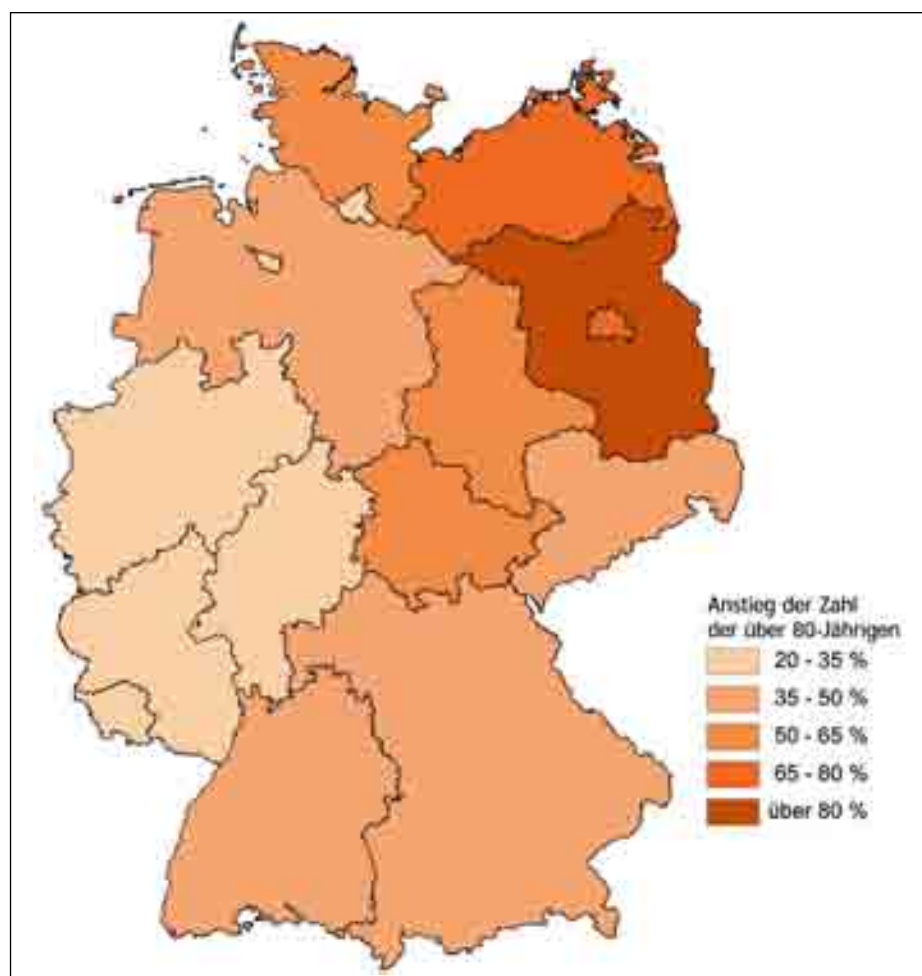 Anstieg der Zahl
der über 80-Jährigen
20 - 35 %
35 - 50 %
50 - 65 %
65 - 80 %
über 80 %